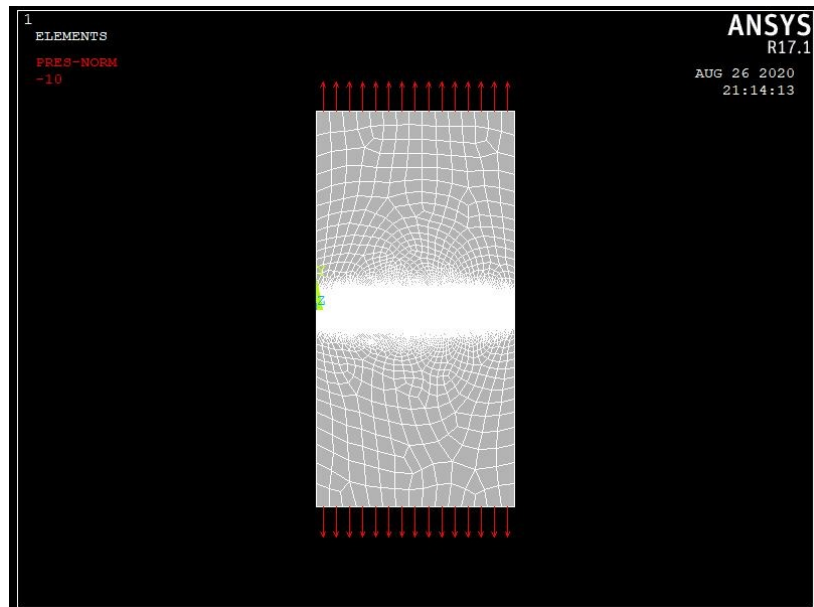 1
ELEMENTS
PRES-NORM
-10
ANSYS
R17.1
AUG 26 2020
21:14:13
Z